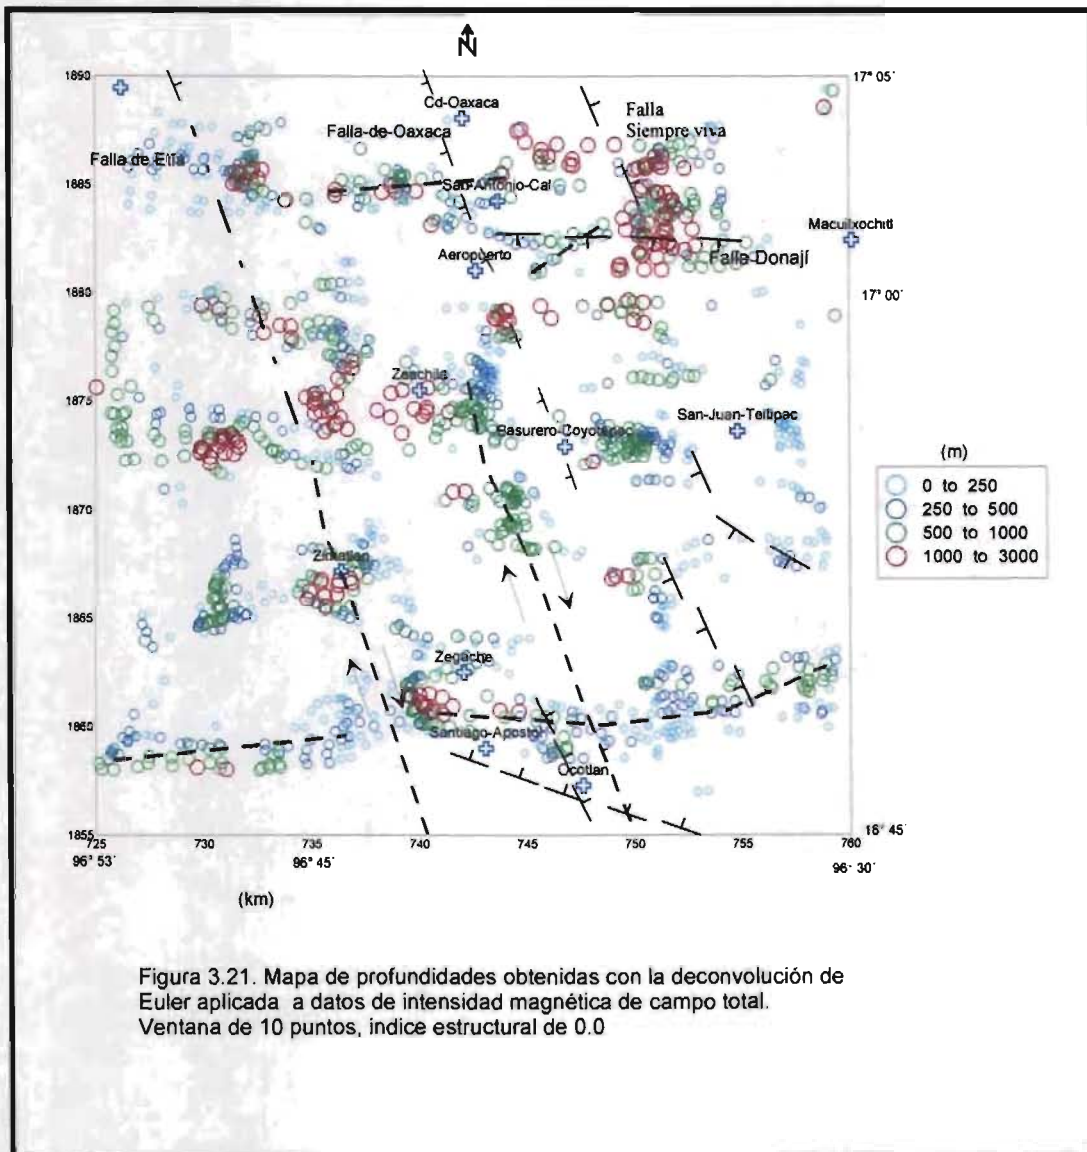 N
1890
17° 05´
Cd-Oaxaca
Falla
Siempre viva
Falla-de-Oaxaca
Falla de Etla
1885
San-Antonio-Cal
Macuilxochitl
Aeropuerto
Falla Donají
1880
17° 00´
Zaachila
1875
San-Juan-Teitipac
Basurero-Coyotepec
(m)
0 to 250
250 to 500
500 to 1000
1000 to 3000
1870
Zimatlan
1865
Zegache
1860
Santiago-Apostol
Ocotlan
1855
16° 45´
725
730
735
740
745
750
755
760
96° 53´
96° 45´
96° 30´
(km)
Figura 3.21. Mapa de profundidades obtenidas con la deconvolución de
Euler aplicada a datos de intensidad magnética de campo total.
Ventana de 10 puntos, indice estructural de 0.0